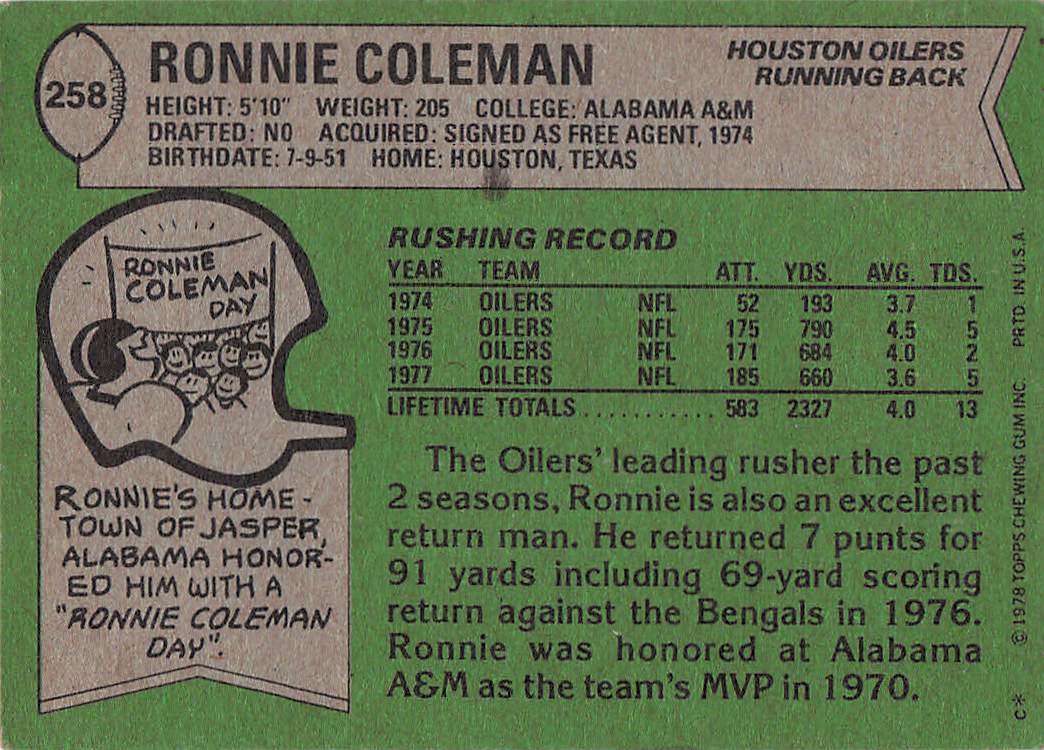 258
RONNIE COLEMAN
HOUSTON OILERS
RUNNING BACK
HEIGHT: 5'10" WEIGHT: 205 COLLEGE: ALABAMA A&M
DRAFTED: NO ACQUIRED: SIGNED AS FREE AGENT, 1974
BIRTHDATE: 7-9-51 HOME: HOUSTON, TEXAS
RONNIE
COLEMAN
DAY
RONNIE'S HOME-
TOWN OF JASPER,
ALABAMA HONOR-
ED HIM WITH A
"RONNIE COLEMAN
DAY".
RUSHING RECORD
YEAR TEAM ATT. YDS. AVG. TDS.
1974 OILERS NFL 52 193 3.7 1
1975 OILERS NFL 175 790 4.5 5
1976 OILERS NFL 171 684 4.0 2
1977 OILERS NFL 185 660 3.6 5
LIFETIME TOTALS........... 583 2327 4.0 13
The Oilers' leading rusher the past
2 seasons, Ronnie is also an excellent
return man. He returned 7 punts for
91 yards including 69-yard scoring
return against the Bengals in 1976.
Ronnie was honored at Alabama
A&M as the team's MVP in 1970.
C* © 1978 TOPPS CHEWING GUM INC. PRTD. IN U.S.A.